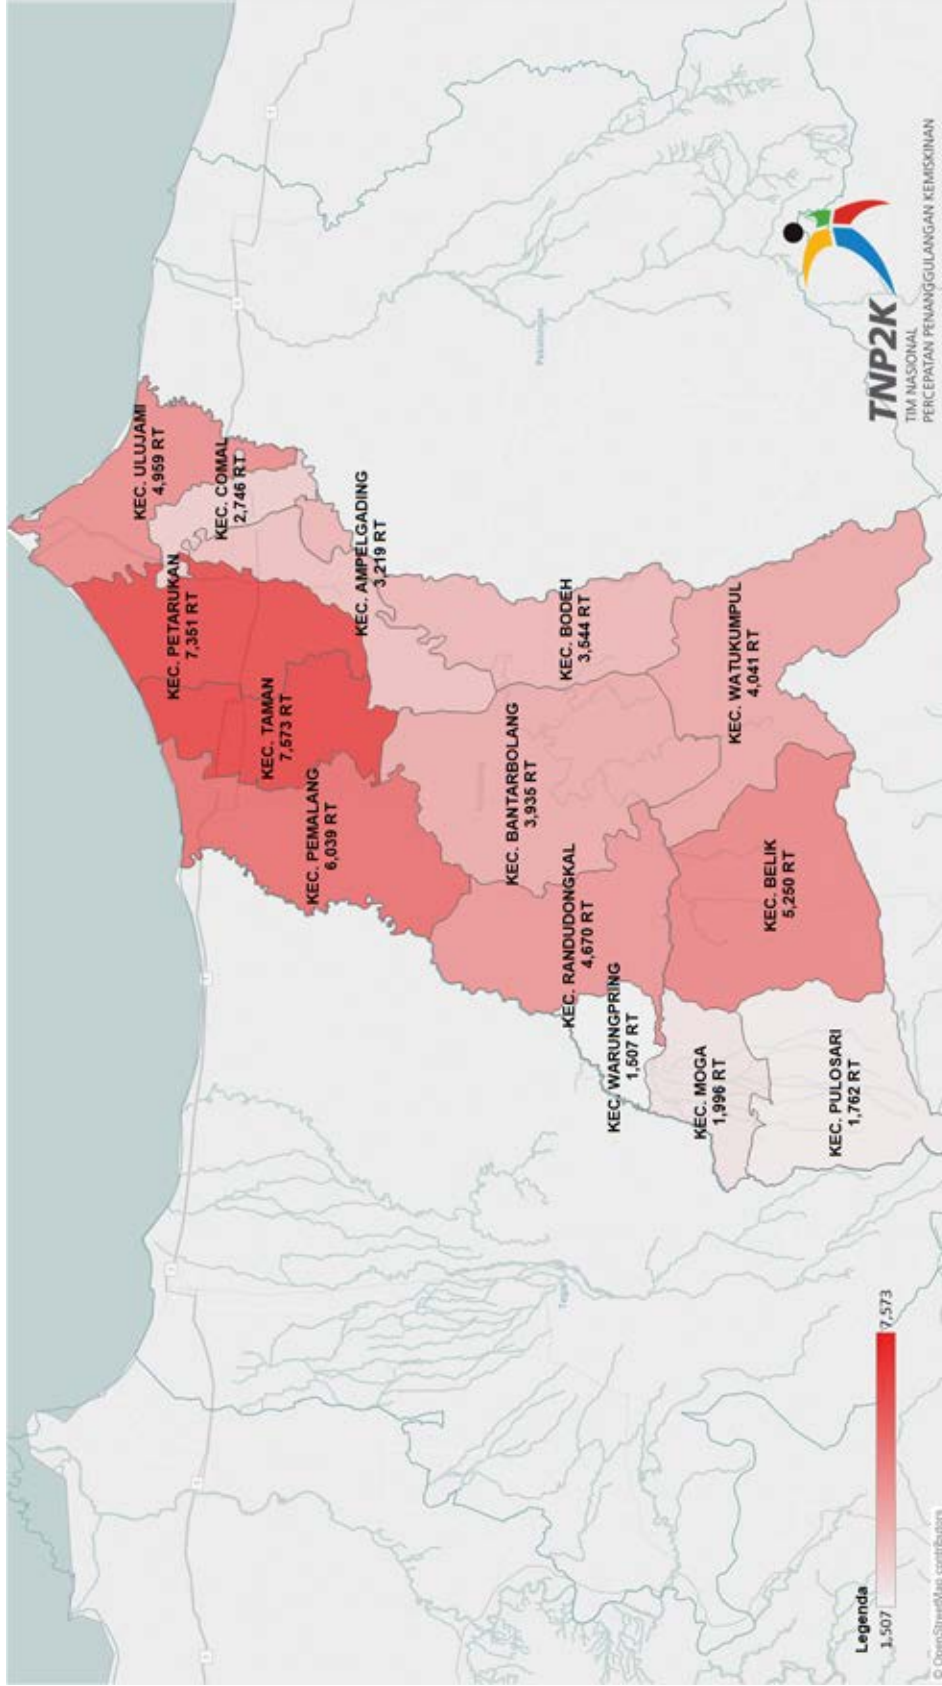 KEC. ULUJAMI
4,959 RT
KEC. COMAL
2,746 RT
KEC. PETARUKAN
7,351 RT
KEC. AMPELGADING
3,219 RT
KEC. TAMAN
7,573 RT
KEC. PEMALANG
6,039 RT
KEC. BODEH
3,544 RT
KEC. BANTARBOLANG
3,935 RT
KEC. WATUKUMPUL
4,041 RT
KEC. RANDUDONGKAL
4,670 RT
KEC. BELIK
5,250 RT
KEC. WARUNGPRING
1,507 RT
KEC. MOGA
1,996 RT
KEC. PULOSARI
1,762 RT
Pekalongan
Tegal
Legenda
1,507 7,573
© OpenStreetMap contributors
TNP2K
TIM NASIONAL
PERCEPATAN PENANGGULANGAN KEMISKINAN